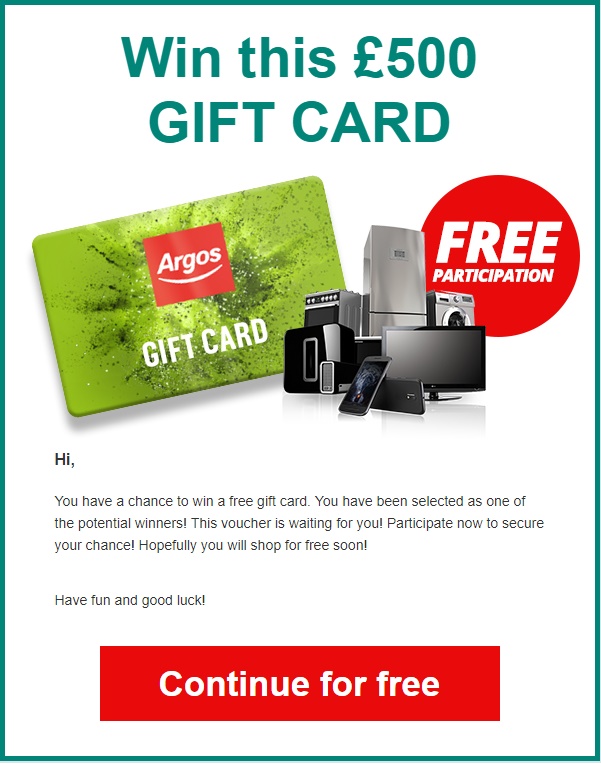 Win this £500
GIFT CARD
Argos
GIFT CARD
FREE
PARTICIPATION
Hi,
You have a chance to win a free gift card. You have been selected as one of
the potential winners! This voucher is waiting for you! Participate now to secure
your chance! Hopefully you will shop for free soon!
Have fun and good luck!
Continue for free